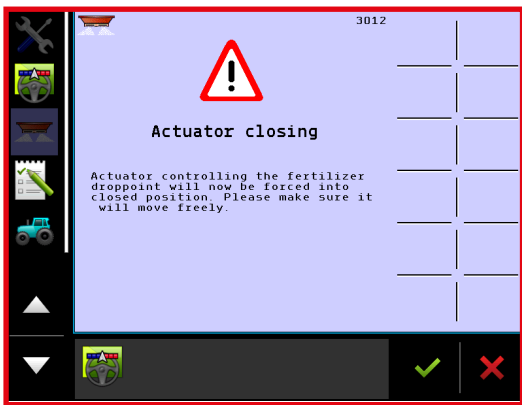 3012
Actuator closing
Actuator controlling the fertilizer
droppoint will now be forced into
closed position. Please make sure it
will move freely.